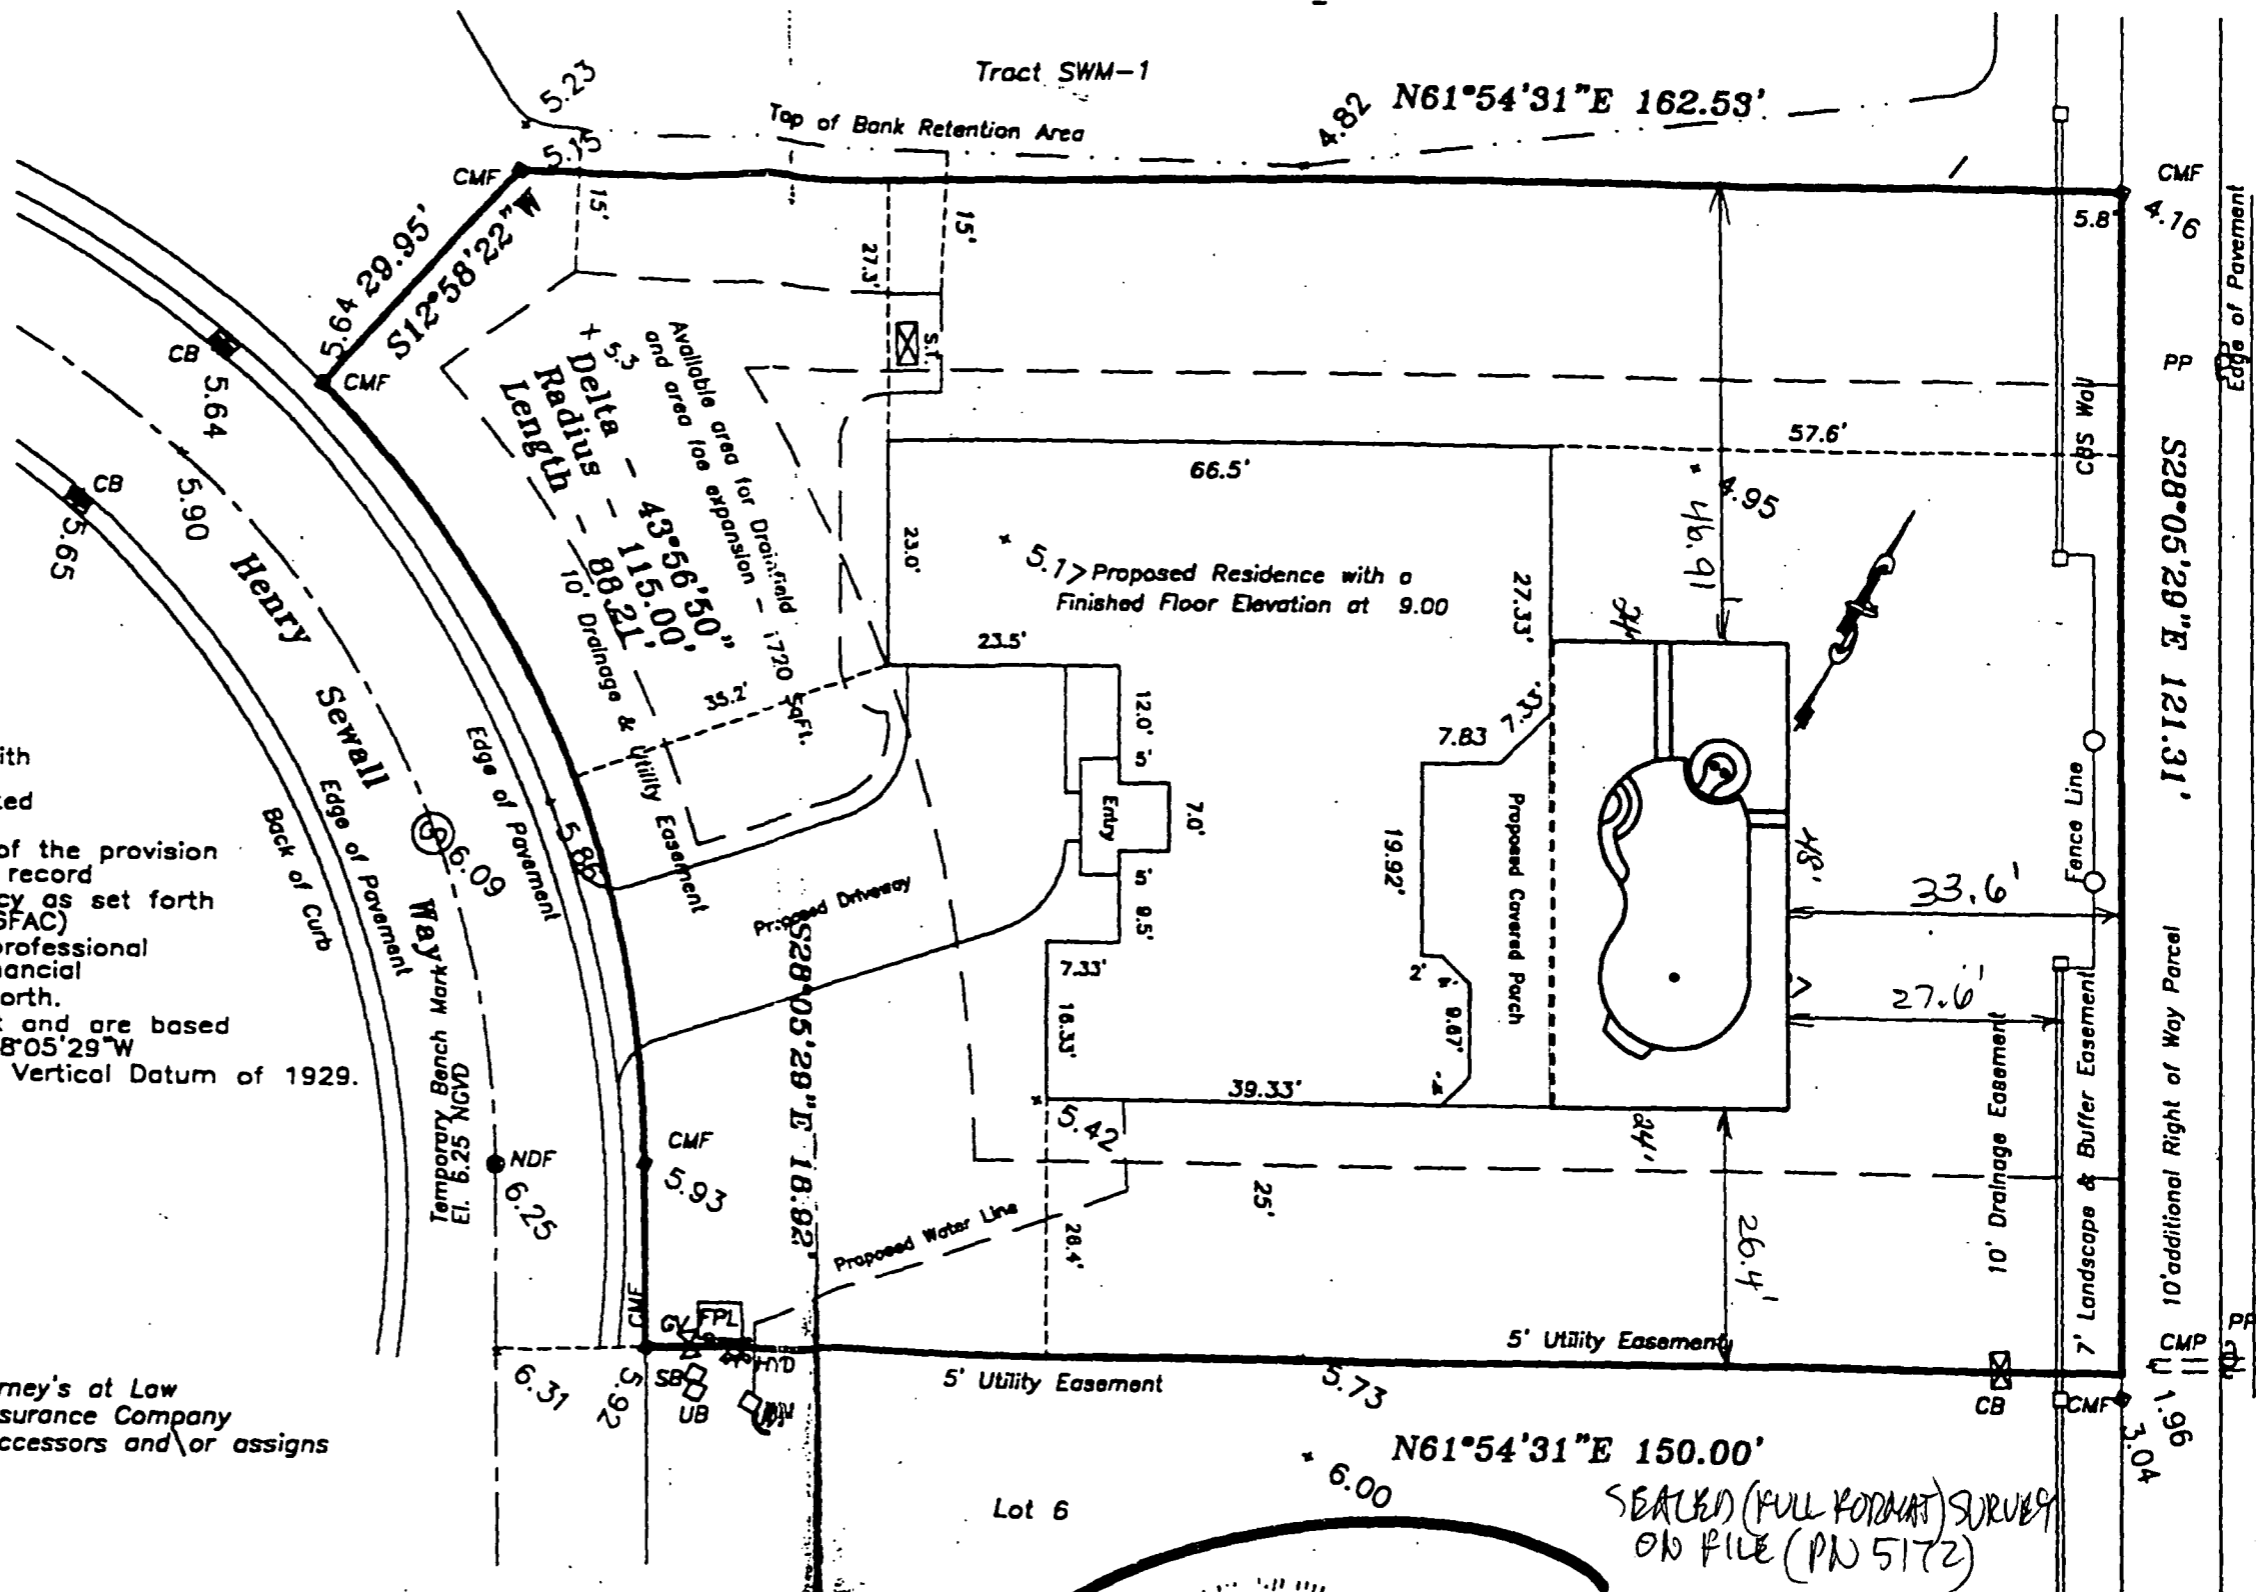 Tract SWM-1
N61°54'31"E 162.53'
Top of Bank Retention Area
5.23
5.15
4.82
CMF
CMF
4.16
5.8'
15'
15'
27.3'
S.T.
29.95'
S12°58'22"W
5.64
CMF
CB
5.64
CB
5.65
5.90
Edge of Pavement
PP
CBS Wall
57.6'
66.5'
4.95
46.91
S28°05'29"E 121.31'
Available area for Drainfield
and area foe expansion - 1720 SqFt.
+ 5.3
Delta - 43°56'50"
Radius - 115.00'
Length - 88.21'
10' Drainage & Utility Easement
23.0'
5.1
Proposed Residence with a
Finished Floor Elevation at 9.00
27.33'
24'
23.5'
35.2'
12.0'
5'
Entry
7.0'
5'
9.5'
7.33'
16.33'
39.33'
7.83
7.33'
19.92'
2'
9.67'
Proposed Covered Porch
48'
24'
33.6'
27.6'
Fence Line
Henry
Sewall
Way
Edge of Pavement
Edge of Pavement
Back of Curb
6.09
5.86
Proposed Driveway
S28°05'29"E 18.92'
Temporary Bench Mark
El. 6.25 NGVD
NDF
6.25
CMF
5.93
5.42
25'
26.4'
28.4'
Proposed Water Line
10' Drainage Easement
7' Landscape & Buffer Easement
10' additional Right of Way Parcel
CMF
GV
FPL
HYD
SB
UB
6.31
5.92
5' Utility Easement
5' Utility Easement
5.73
CB
CMF
CMP
PP
1.96
3.04
N61°54'31"E 150.00'
6.00
Lot 6
SEALED (FULL FORMAT) SURVEY
ON FILE (PN 5172)
ith
ked
of the provision
record
cy as set forth
SFAC)
professional
nancial
orth.
t and are based
8°05'29"W
Vertical Datum of 1929.
rney's at Law
surance Company
ccessors and\or assigns